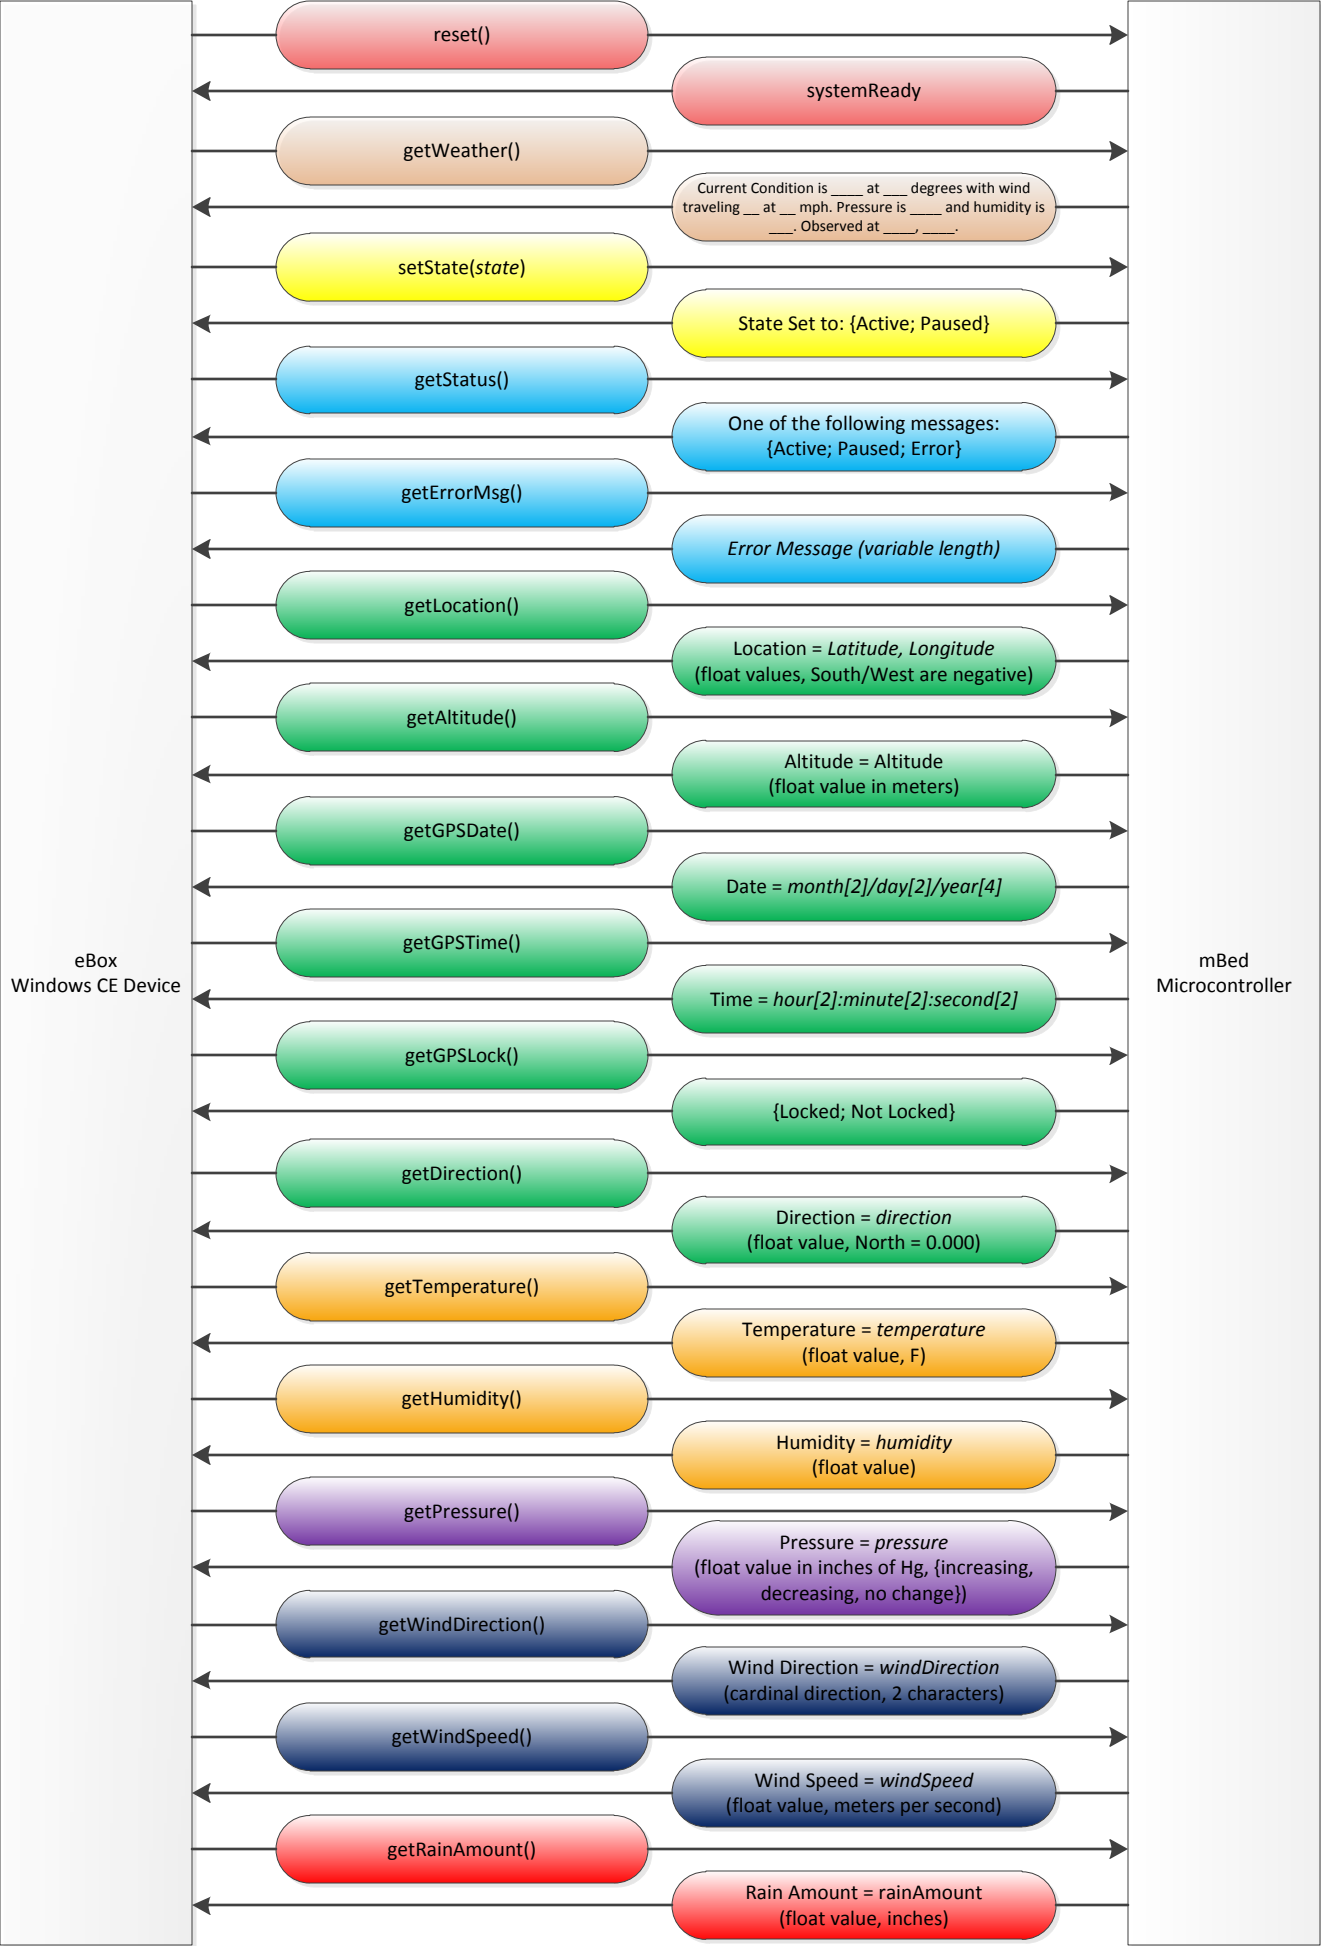 reset()
systemReady
getWeather()
Current Condition is ____ at ___ degrees with wind
traveling __ at __ mph. Pressure is ____ and humidity is
___. Observed at ____, ____.
setState(state)
State Set to: {Active; Paused}
getStatus()
One of the following messages:
{Active; Paused; Error}
getErrorMsg()
Error Message (variable length)
getLocation()
Location = Latitude, Longitude
(float values, South/West are negative)
getAltitude()
Altitude = Altitude
(float value in meters)
getGPSDate()
Date = month[2]/day[2]/year[4]
getGPSTime()
eBox
Windows CE Device
mBed
Microcontroller
Time = hour[2]:minute[2]:second[2]
getGPSLock()
{Locked; Not Locked}
getDirection()
Direction = direction
(float value, North = 0.000)
getTemperature()
Temperature = temperature
(float value, F)
getHumidity()
Humidity = humidity
(float value)
getPressure()
Pressure = pressure
(float value in inches of Hg, {increasing,
decreasing, no change})
getWindDirection()
Wind Direction = windDirection
(cardinal direction, 2 characters)
getWindSpeed()
Wind Speed = windSpeed
(float value, meters per second)
getRainAmount()
Rain Amount = rainAmount
(float value, inches)